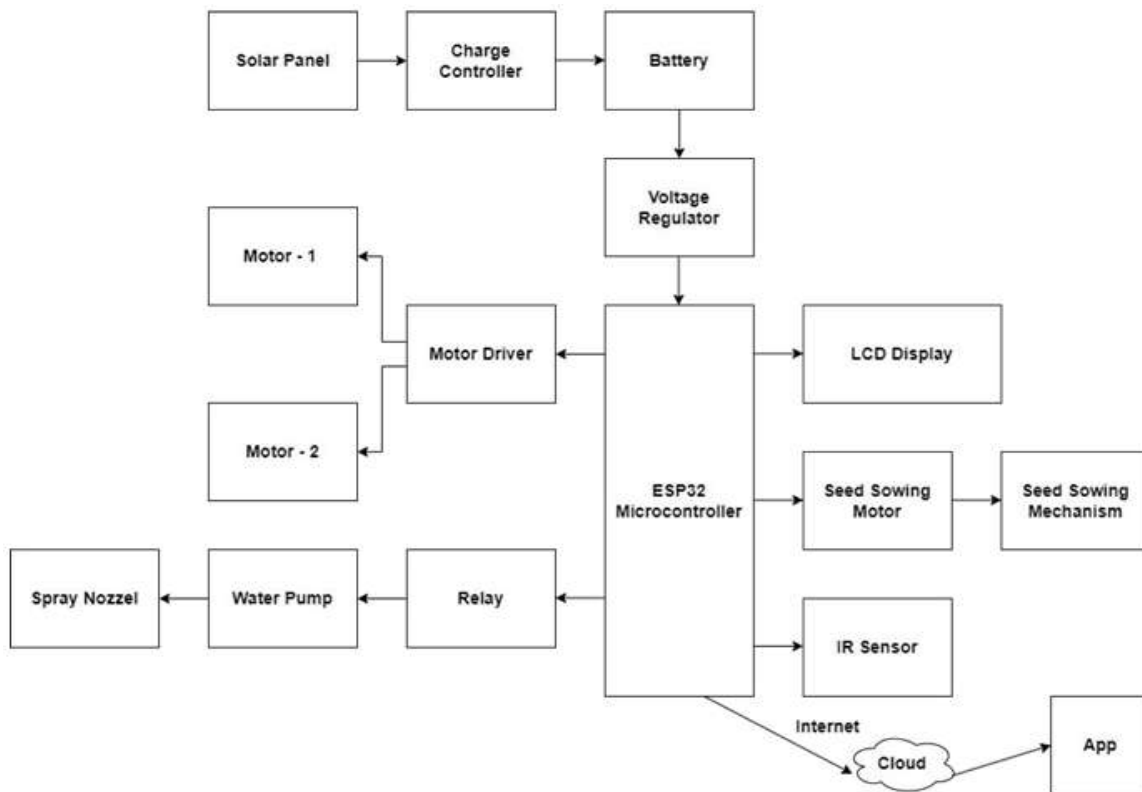 Solar Panel
Charge
Controller
Battery
Voltage
Regulator
Motor - 1
Motor Driver
LCD Display
Motor - 2
ESP32
Microcontroller
Seed Sowing
Motor
Seed Sowing
Mechanism
Spray Nozzel
Water Pump
Relay
IR Sensor
Internet
Cloud
App